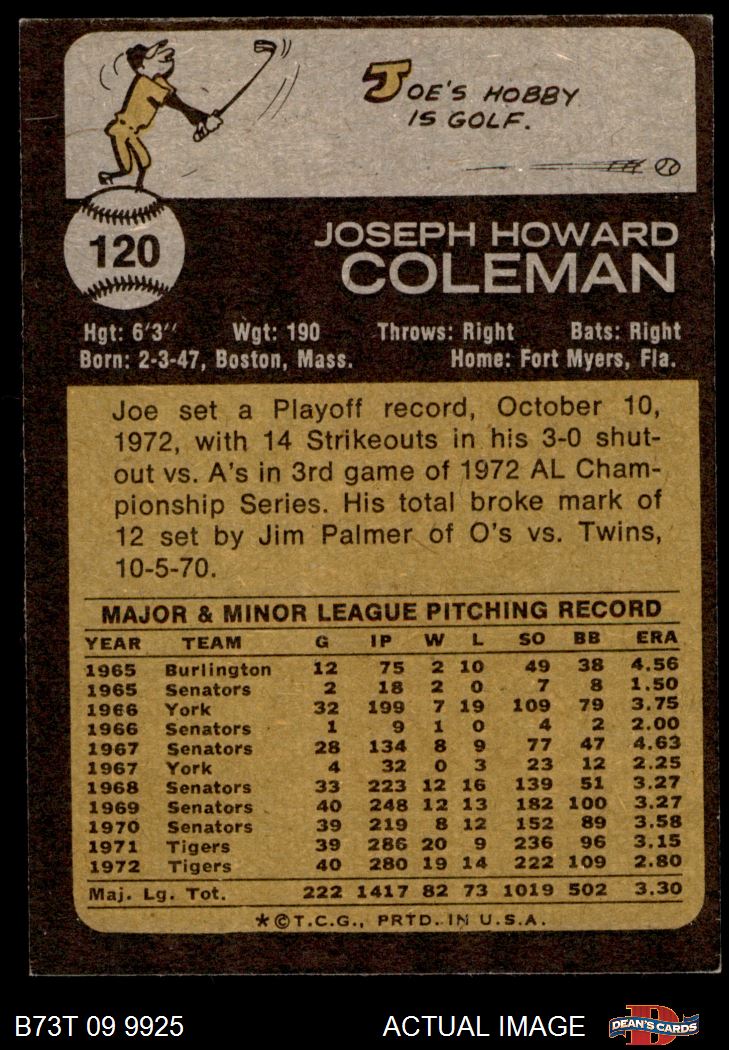 JOE'S HOBBY
IS GOLF.
120
JOSEPH HOWARD
COLEMAN
Hgt: 6'3" Wgt: 190 Throws: Right Bats: Right
Born: 2-3-47, Boston, Mass. Home: Fort Myers, Fla.
Joe set a Playoff record, October 10,
1972, with 14 Strikeouts in his 3-0 shut-
out vs. A's in 3rd game of 1972 AL Cham-
pionship Series. His total broke mark of
12 set by Jim Palmer of O's vs. Twins,
10-5-70.
MAJOR & MINOR LEAGUE PITCHING RECORD
YEAR TEAM G IP W L SO BB ERA
1965 Burlington 12 75 2 10 49 38 4.56
1965 Senators 2 18 2 0 7 8 1.50
1966 York 32 199 7 19 109 79 3.75
1966 Senators 1 9 1 0 4 2 2.00
1967 Senators 28 134 8 9 77 47 4.63
1967 York 4 32 0 3 23 12 2.25
1968 Senators 33 223 12 16 139 51 3.27
1969 Senators 40 248 12 13 182 100 3.27
1970 Senators 39 219 8 12 152 89 3.58
1971 Tigers 39 286 20 9 236 96 3.15
1972 Tigers 40 280 19 14 222 109 2.80
Maj. Lg. Tot. 222 1417 82 73 1019 502 3.30
*©T.C.G., PRTD. IN U.S.A.
B73T 09 9925 ACTUAL IMAGE DEAN'S CARDS